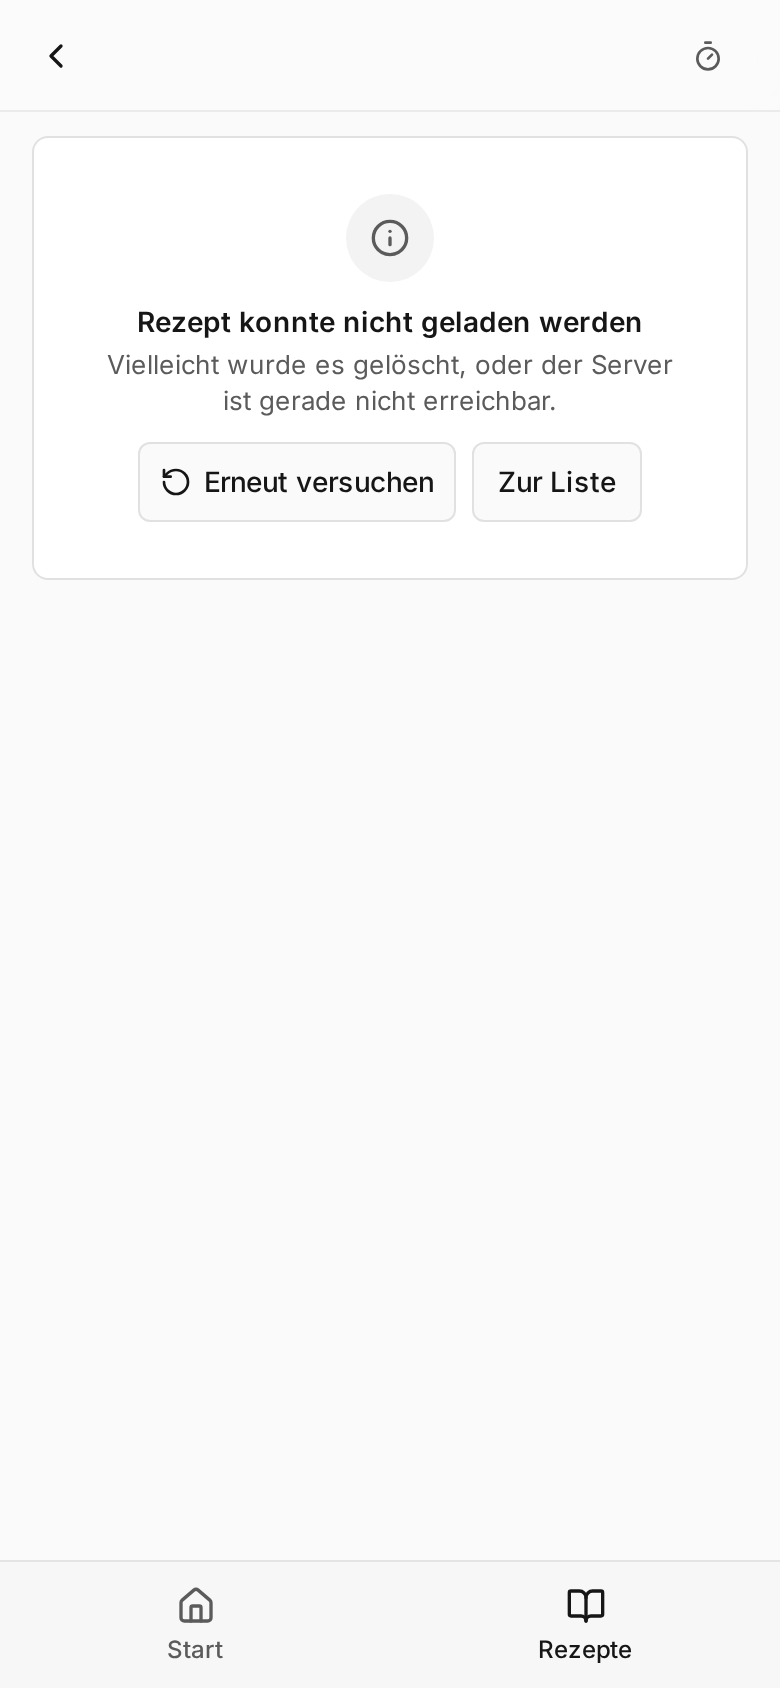 Rezept konnte nicht geladen werden
Vielleicht wurde es gelöscht, oder der Server
ist gerade nicht erreichbar.
Erneut versuchen
Zur Liste
Start
Rezepte